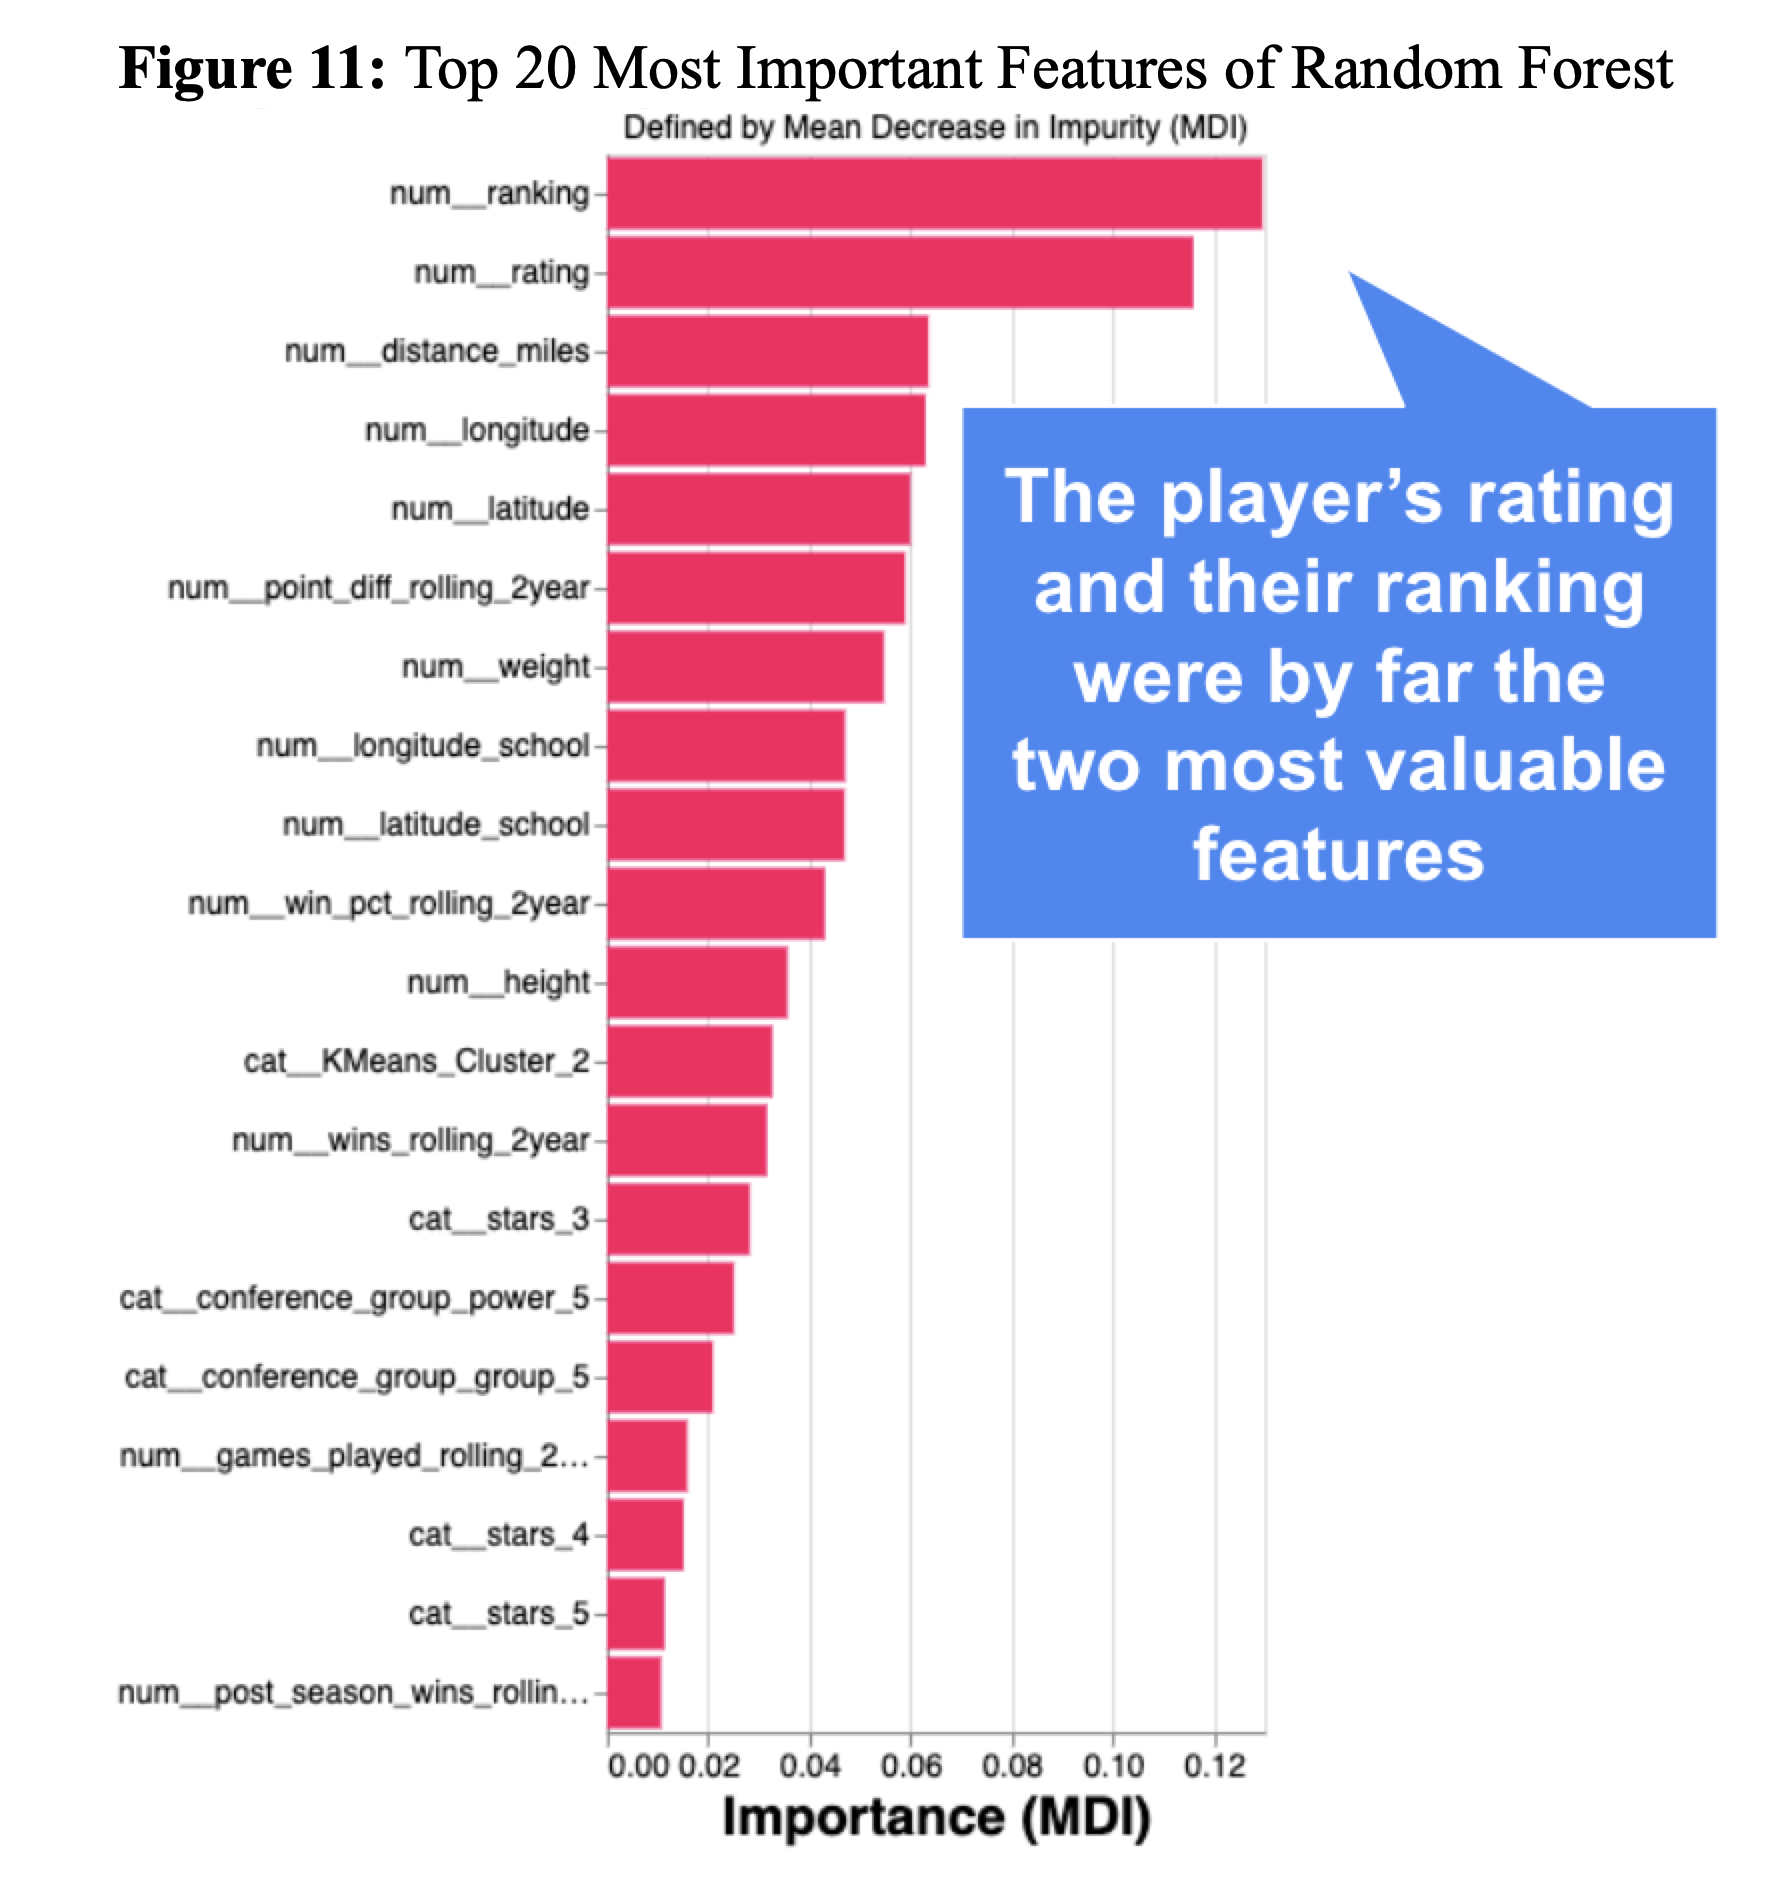 Figure 11: Top 20 Most Important Features of Random Forest
Defined by Mean Decrease in Impurity (MDI)
num__ranking
num__rating
num__distance_miles
num__longitude
num__latitude
num__point_diff_rolling_2year
num__weight
num__longitude_school
num__latitude_school
num__win_pct_rolling_2year
num__height
cat__KMeans_Cluster_2
num__wins_rolling_2year
cat__stars_3
cat__conference_group_power_5
cat__conference_group_group_5
num__games_played_rolling_2...
cat__stars_4
cat__stars_5
num__post_season_wins_rollin...
The player’s rating
and their ranking
were by far the
two most valuable
features
0.00 0.02 0.04 0.06 0.08 0.10 0.12
Importance (MDI)